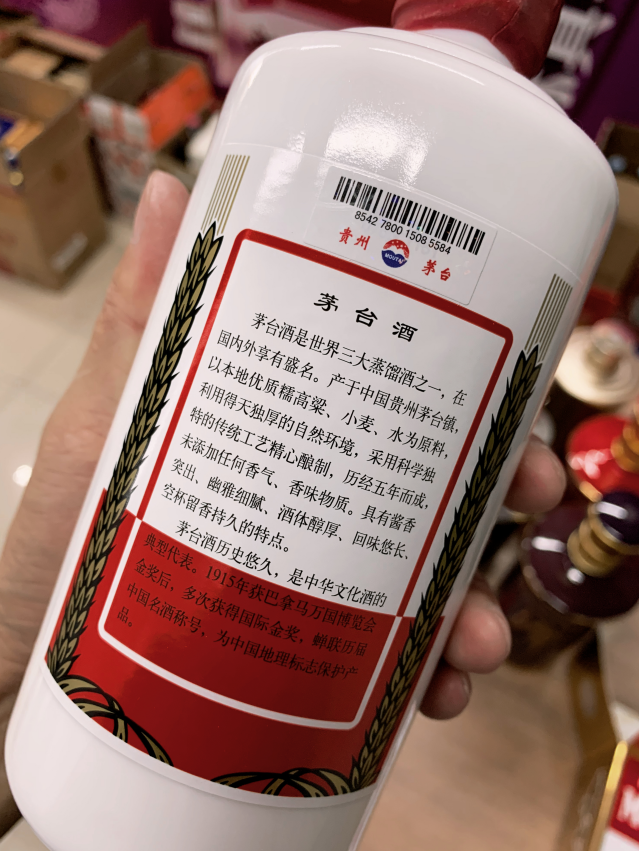 8542 7800 1508 5584
貴州 MOUTAI 茅台
茅台酒
茅台酒是世界三大蒸馏酒之一，在
国内外享有盛名。产于中国贵州茅台镇，
以本地优质糯高粱、小麦、水为原料，
利用得天独厚的自然环境，采用科学独
特的传统工艺精心酿制，历经五年而成，
未添加任何香气、香味物质。具有酱香
突出、幽雅细腻、酒体醇厚、回味悠长、
空杯留香持久的特点。
茅台酒历史悠久，是中华文化酒的
典型代表。1915年获巴拿马万国博览会
金奖后，多次获得国际金奖，蝉联历届
中国名酒称号，为中国地理标志保护产
品。